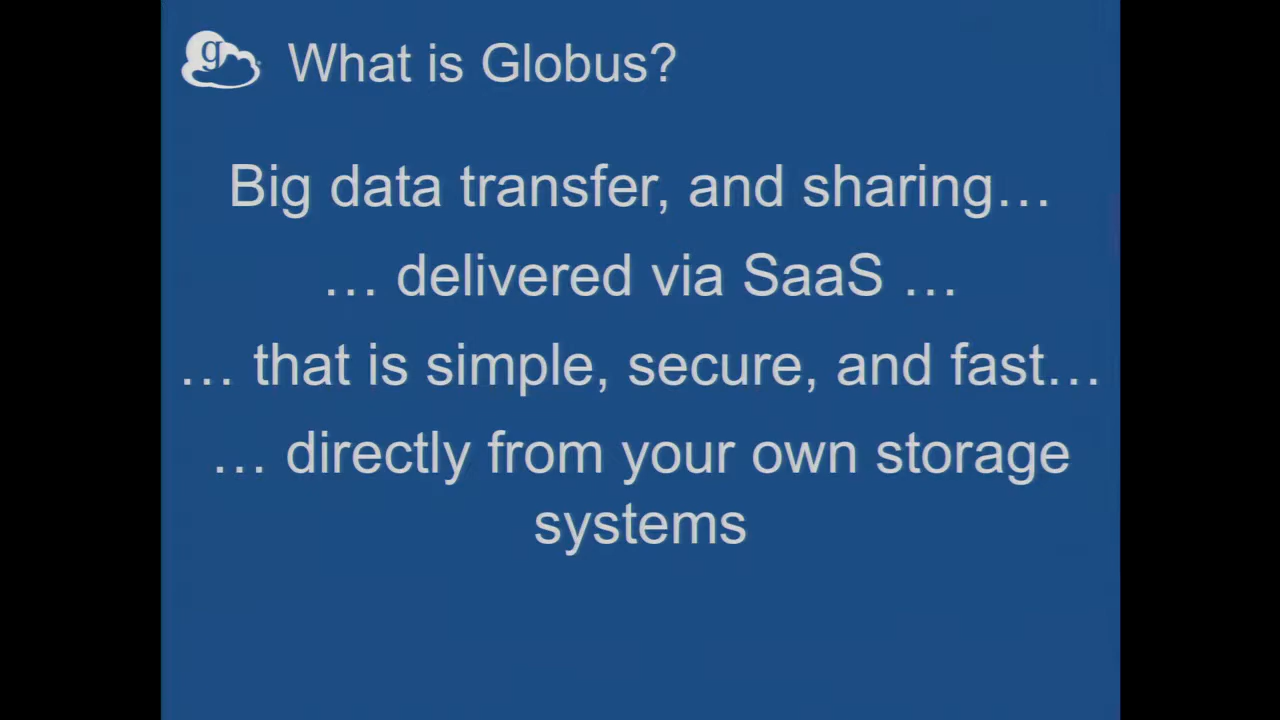 g
What is Globus?
Big data transfer, and sharing…
… delivered via SaaS …
… that is simple, secure, and fast…
… directly from your own storage
systems